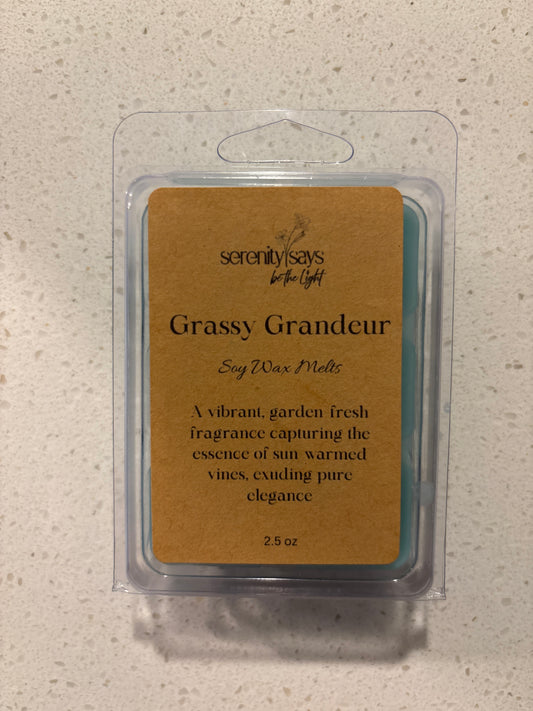 serenity says
be the Light
Grassy Grandeur
Soy Wax Melts
A vibrant, garden-fresh
fragrance capturing the
essence of sun-warmed
vines, exuding pure
elegance
2.5 oz